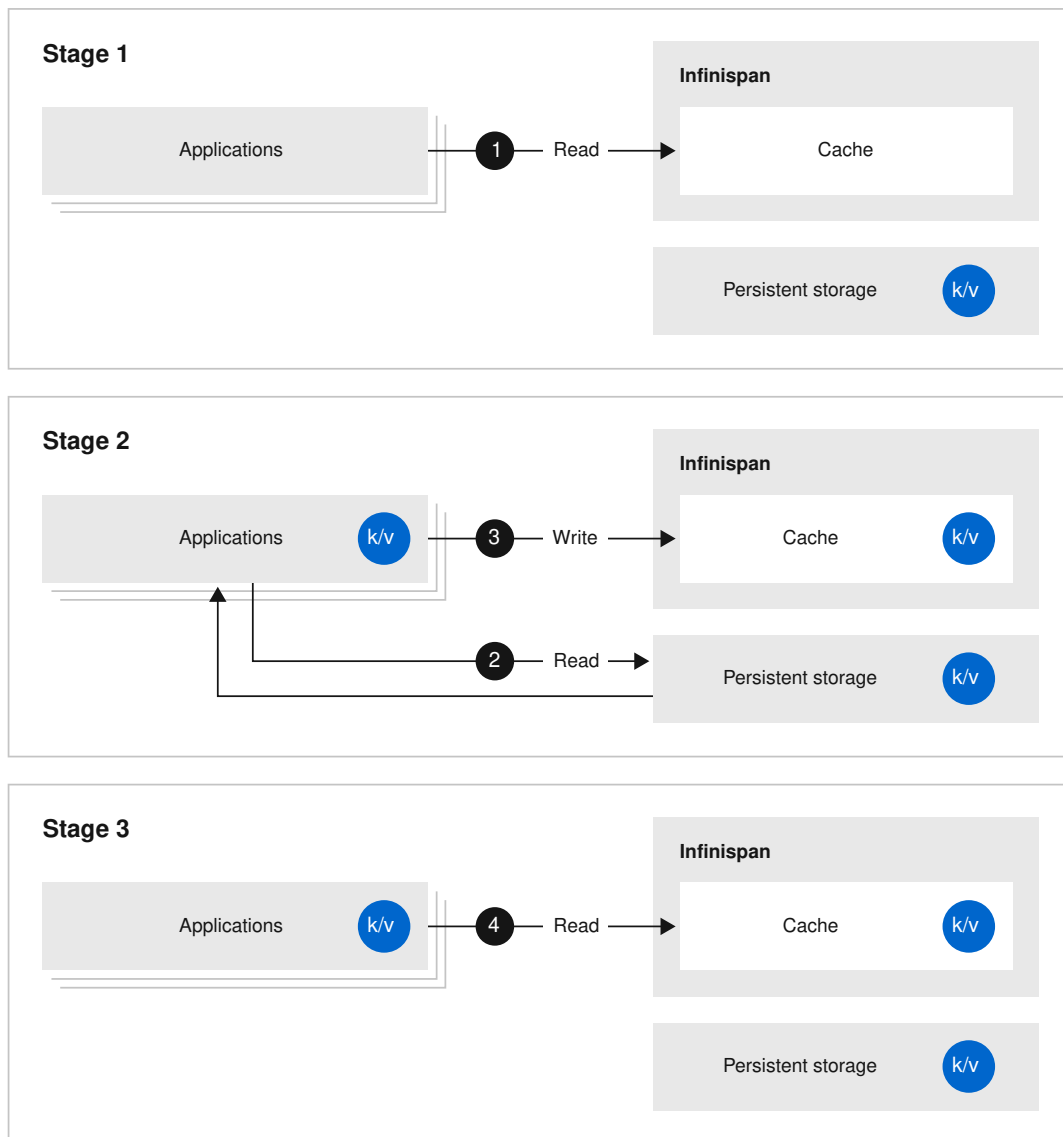 Stage 1
Infinispan
Applications
1
Read
Cache
Persistent storage
k/v
Stage 2
Infinispan
Applications
k/v
3
Write
Cache
k/v
2
Read
Persistent storage
k/v
Stage 3
Infinispan
Applications
k/v
4
Read
Cache
k/v
Persistent storage
k/v